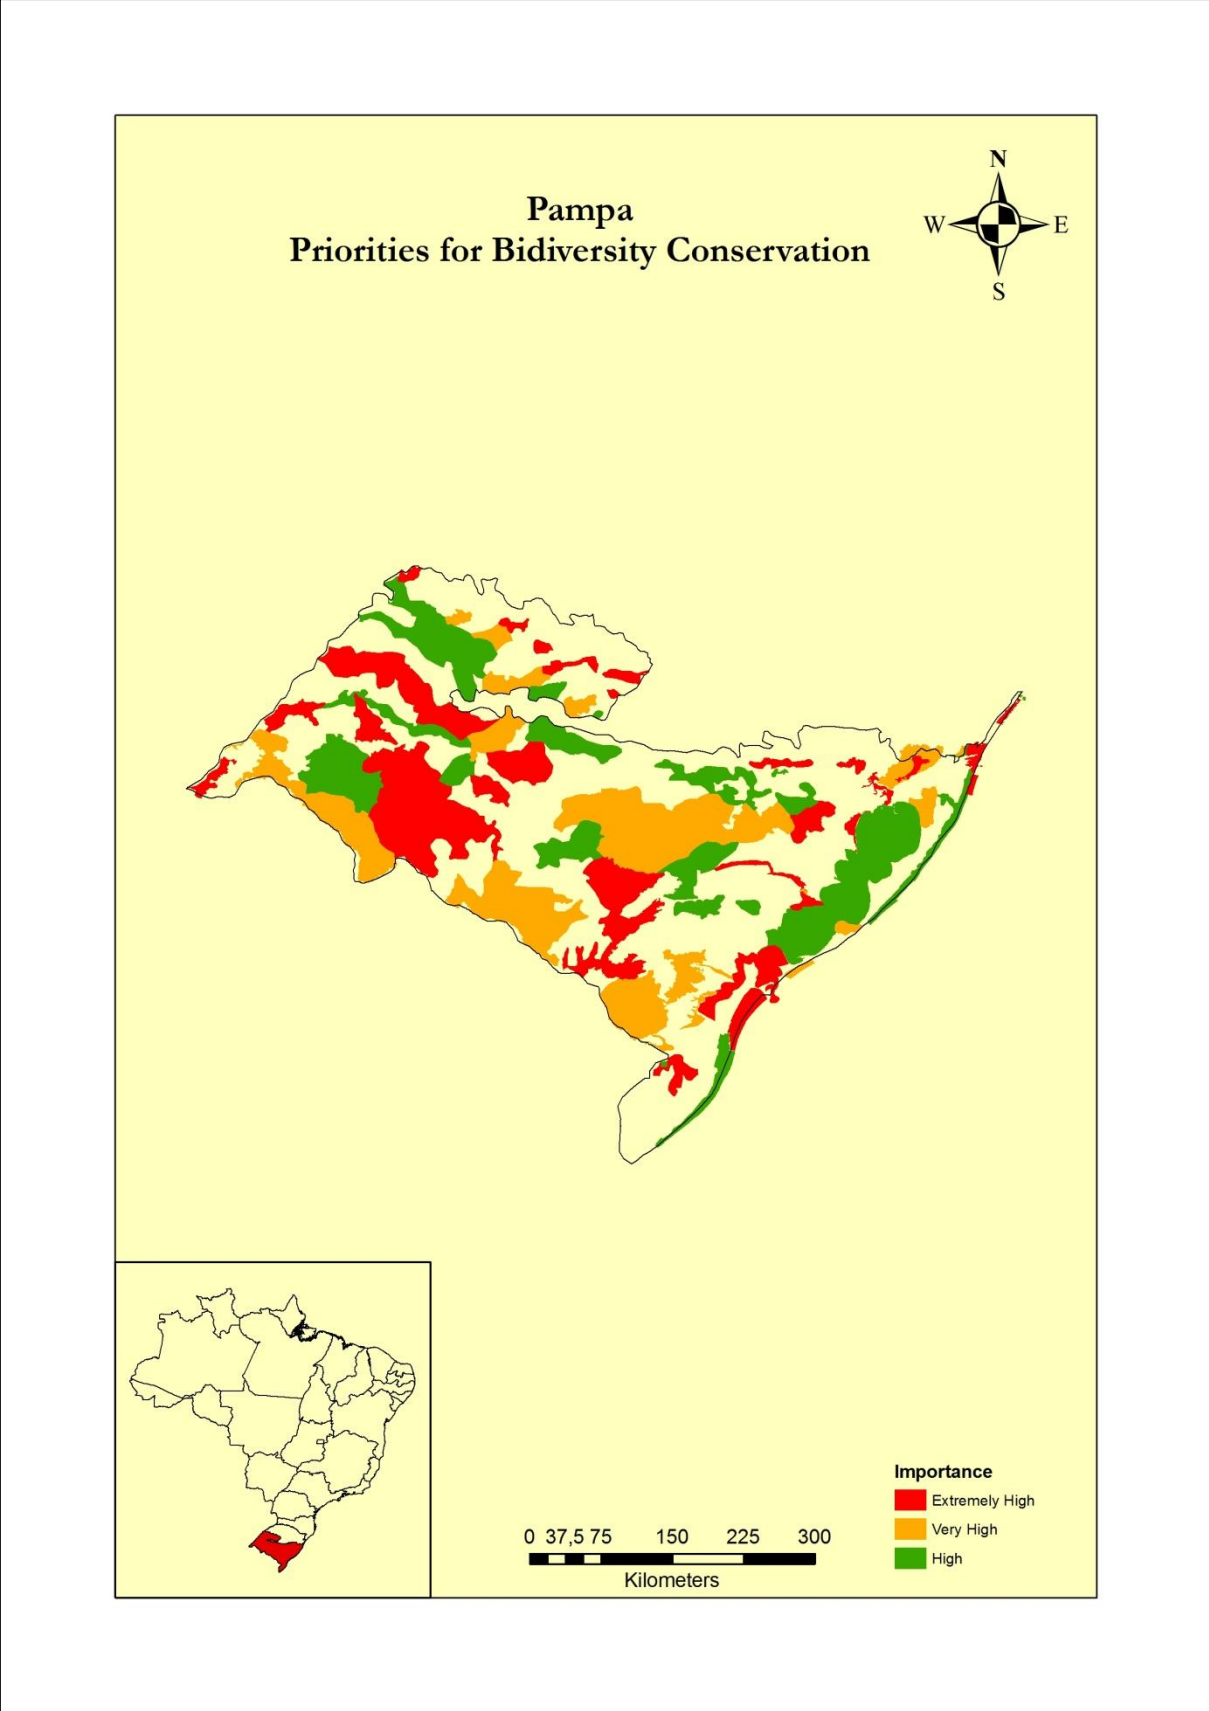 Pampa
Priorities for Bidiversity Conservation
N
W E
S
Importance
Extremely High
Very High
High
0 37,5 75 150 225 300
Kilometers